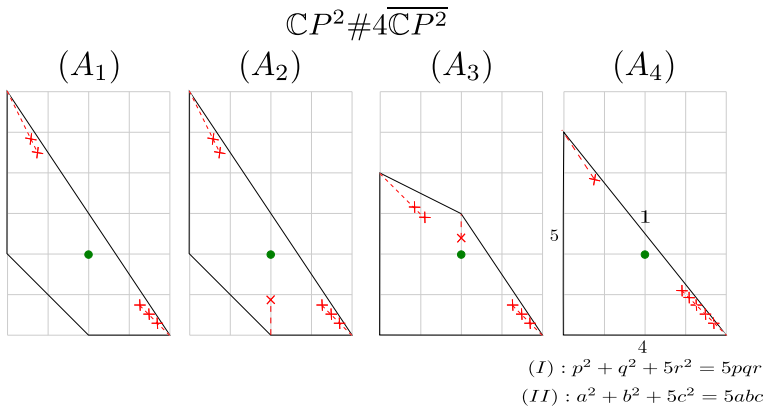 ℂP²#4\overline{ℂP²}
(A₁) (A₂) (A₃) (A₄)
1
5
4
(I) : p² + q² + 5r² = 5pqr
(II) : a² + b² + 5c² = 5abc